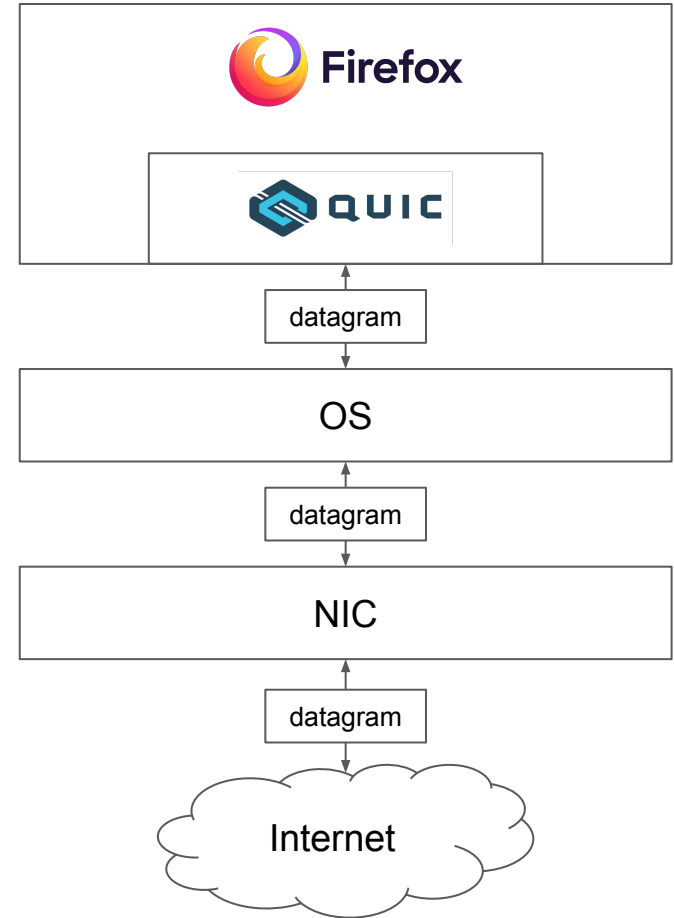 Firefox
QUIC
datagram
OS
datagram
NIC
datagram
Internet